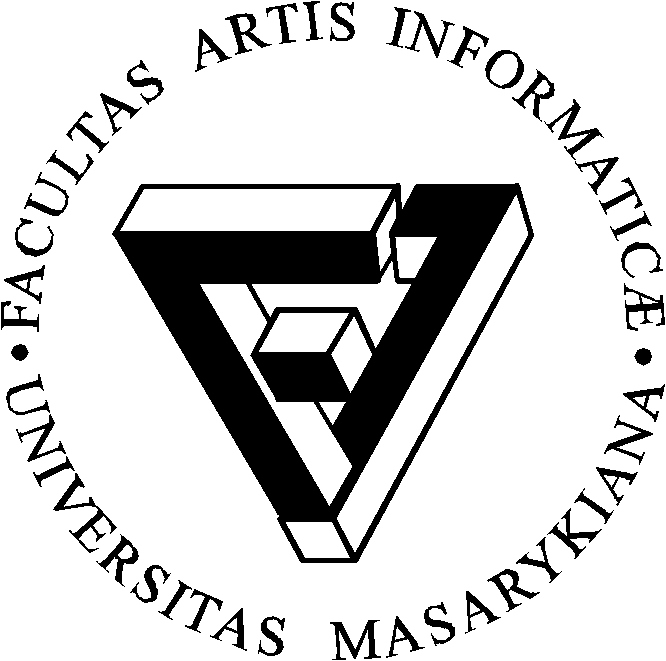 FACULTAS ARTIS INFORMATICÆ
• UNIVERSITAS MASARYKIANA •